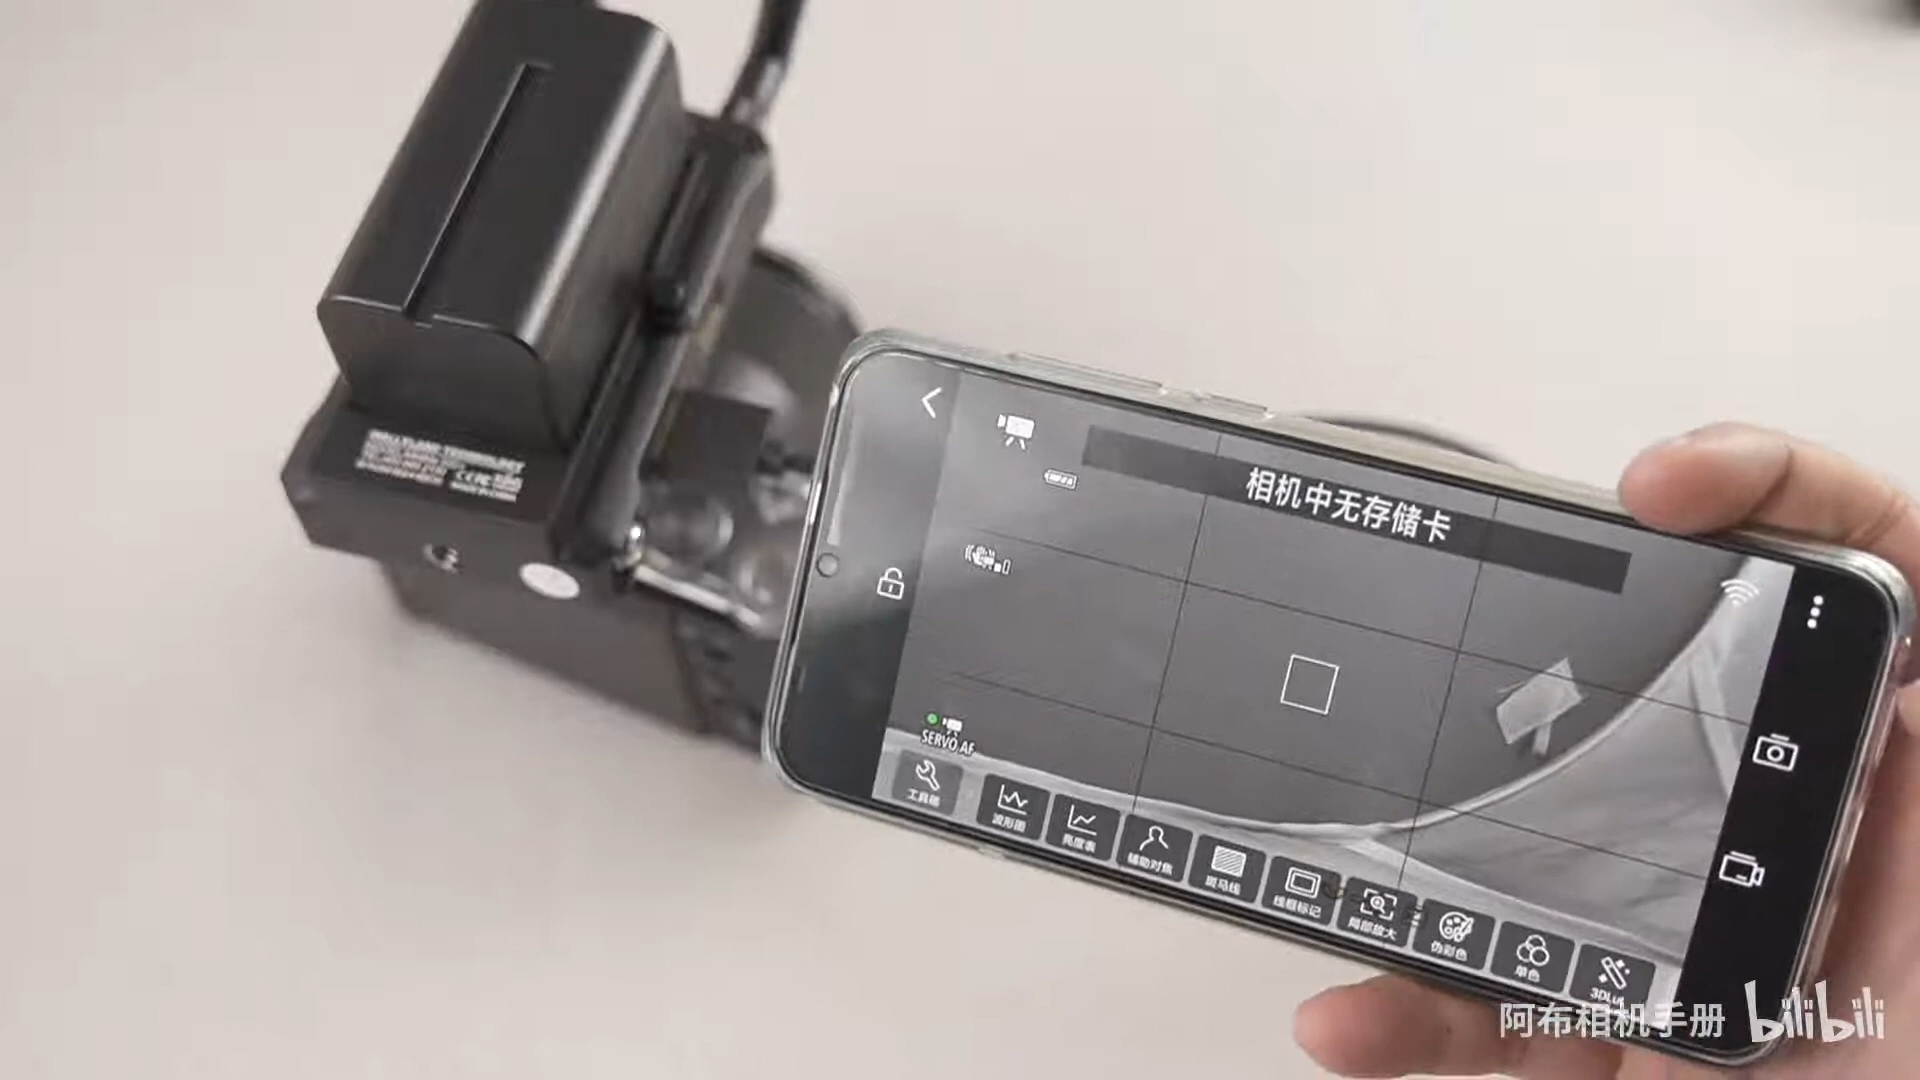 相机中无存储卡
SERVO AF
工具箱
波形图
亮度表
辅助对焦
斑马线
线框标记
局部放大
伪彩色
单色
3DLut
TECHNOLOGY
阿布相机手册
bilibili